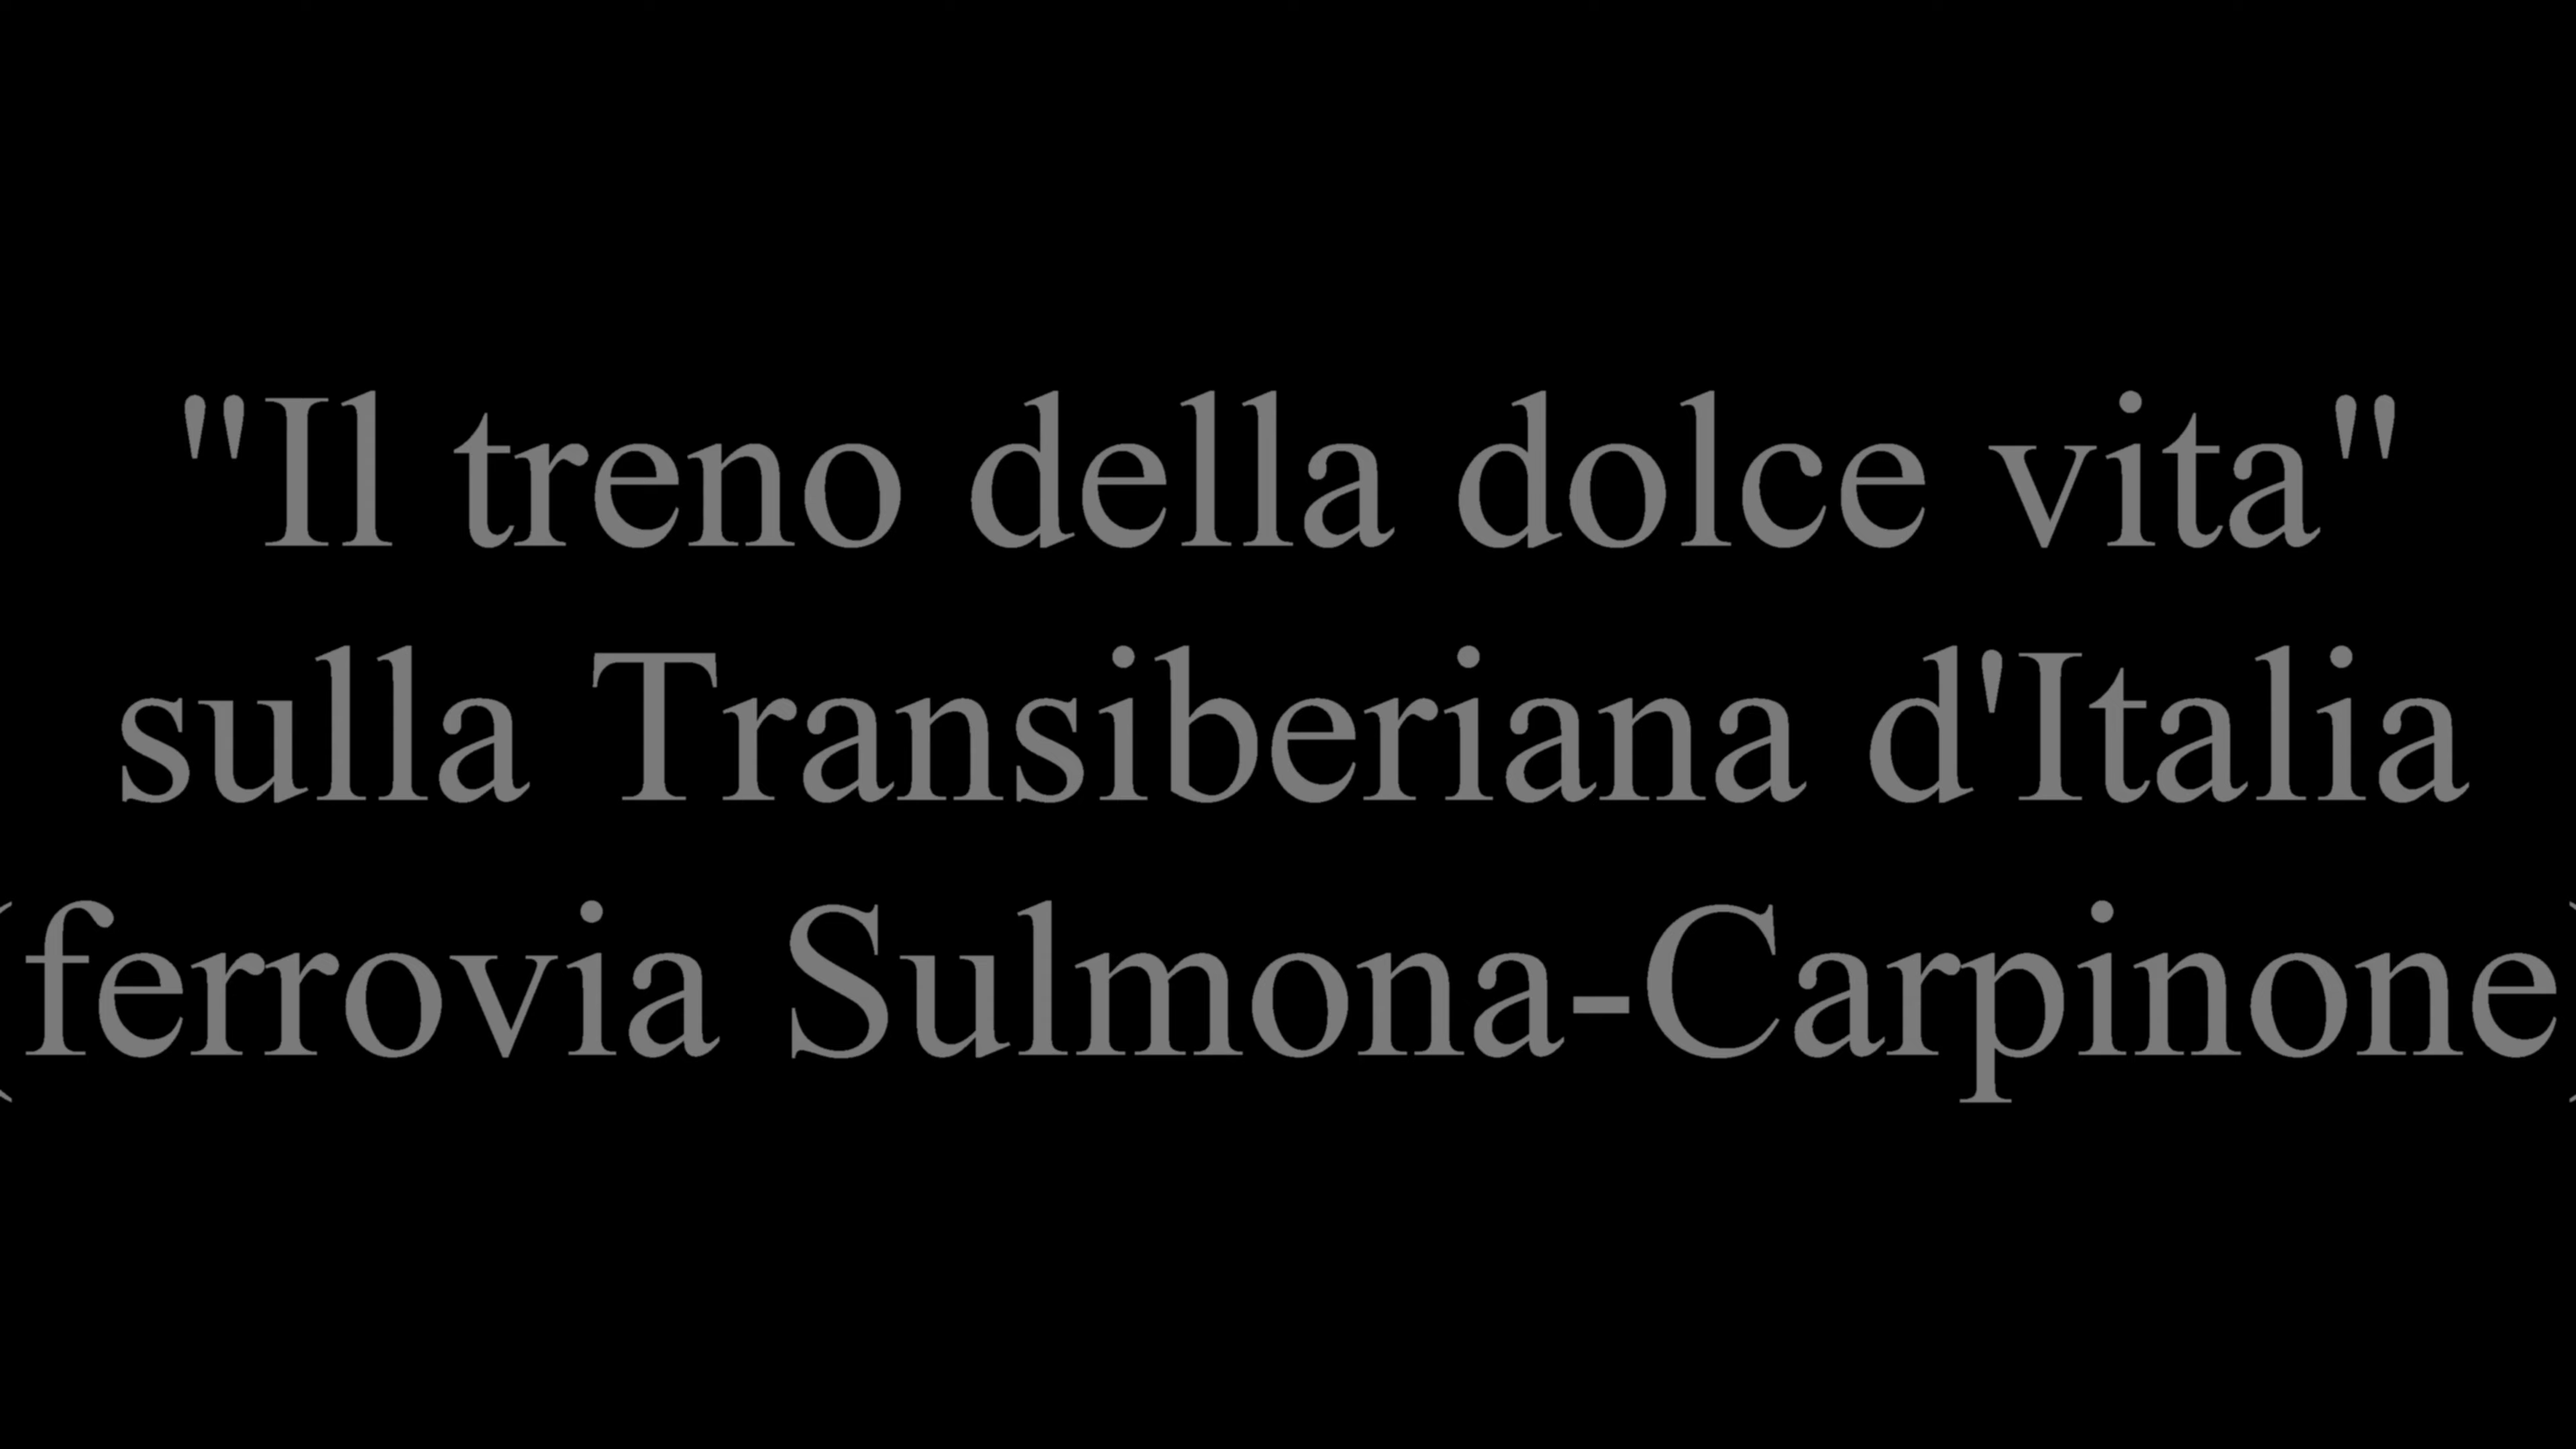 "Il treno della dolce vita"
sulla Transiberiana d'Italia
(ferrovia Sulmona-Carpinone)